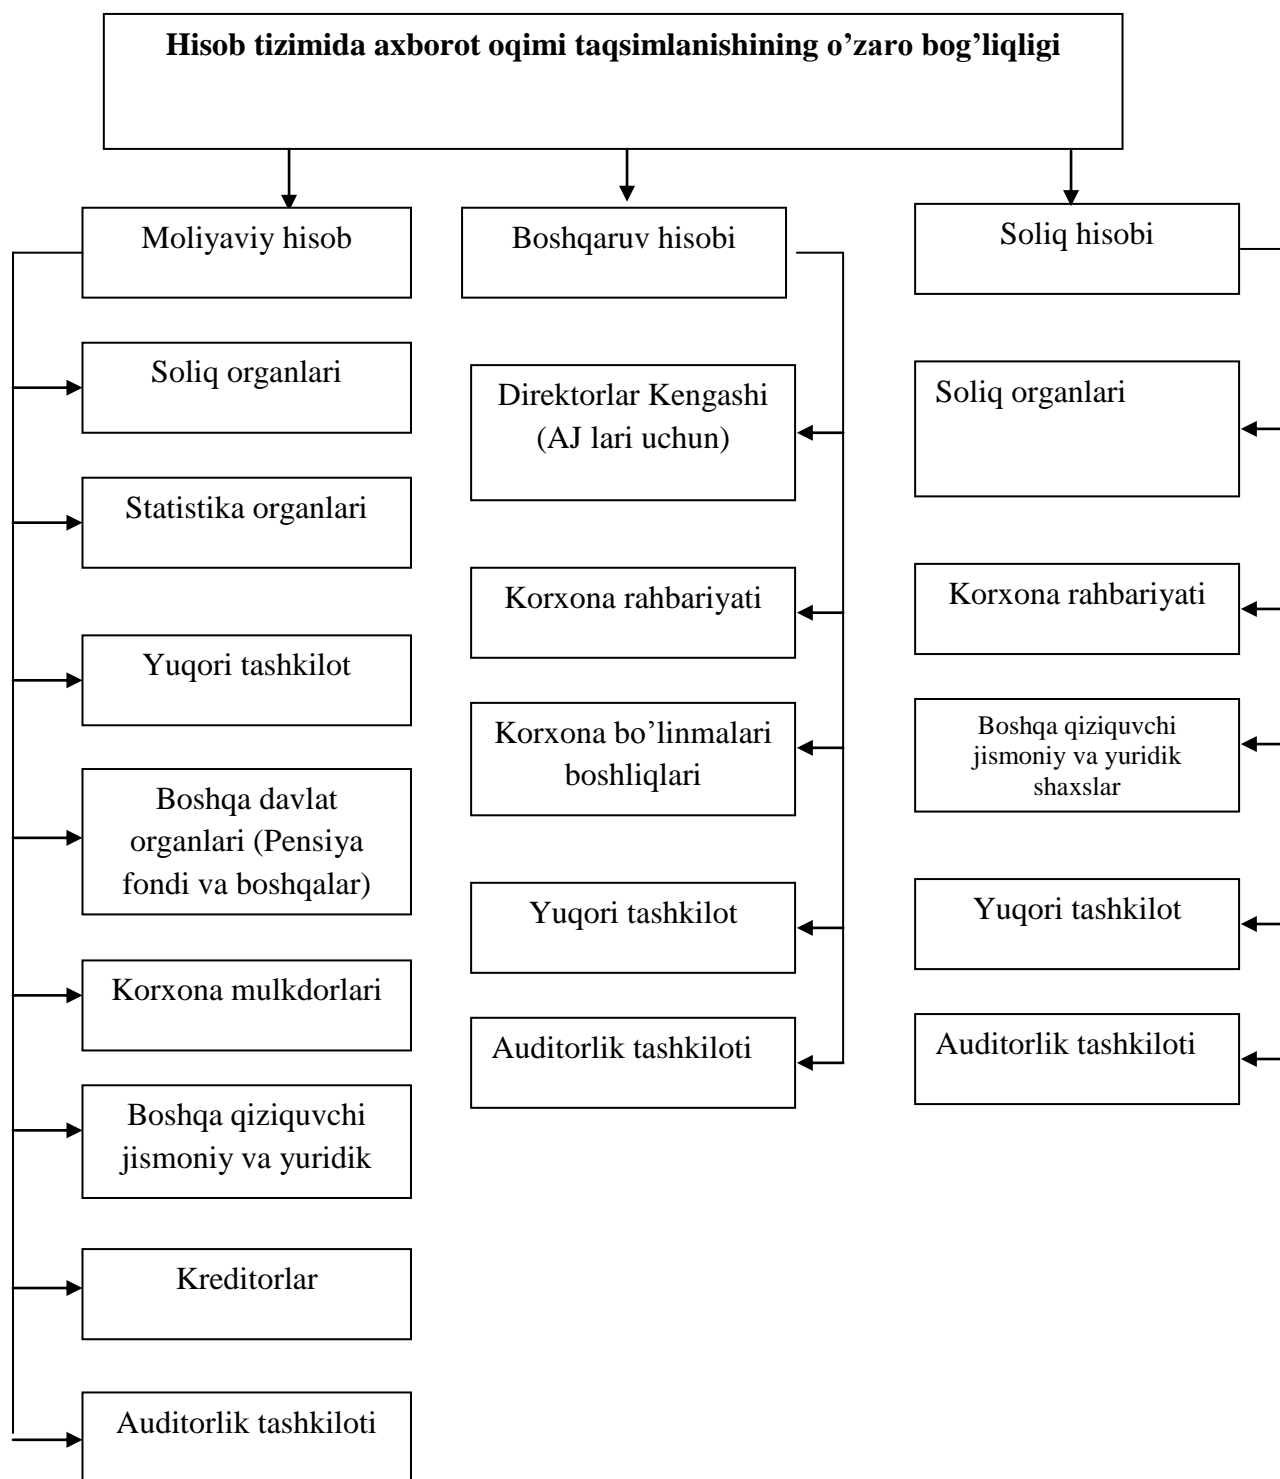 Hisob tizimida axborot oqimi taqsimlanishining o’zaro bog’liqligi
Moliyaviy hisob
Soliq organlari
Statistika organlari
Yuqori tashkilot
Boshqa davlat
organlari (Pensiya
fondi va boshqalar)
Korxona mulkdorlari
Boshqa qiziquvchi
jismoniy va yuridik
Kreditorlar
Auditorlik tashkiloti
Boshqaruv hisobi
Direktorlar Kengashi
(AJ lari uchun)
Korxona rahbariyati
Korxona bo’linmalari
boshliqlari
Yuqori tashkilot
Auditorlik tashkiloti
Soliq hisobi
Soliq organlari
Korxona rahbariyati
Boshqa qiziquvchi
jismoniy va yuridik
shaxslar
Yuqori tashkilot
Auditorlik tashkiloti